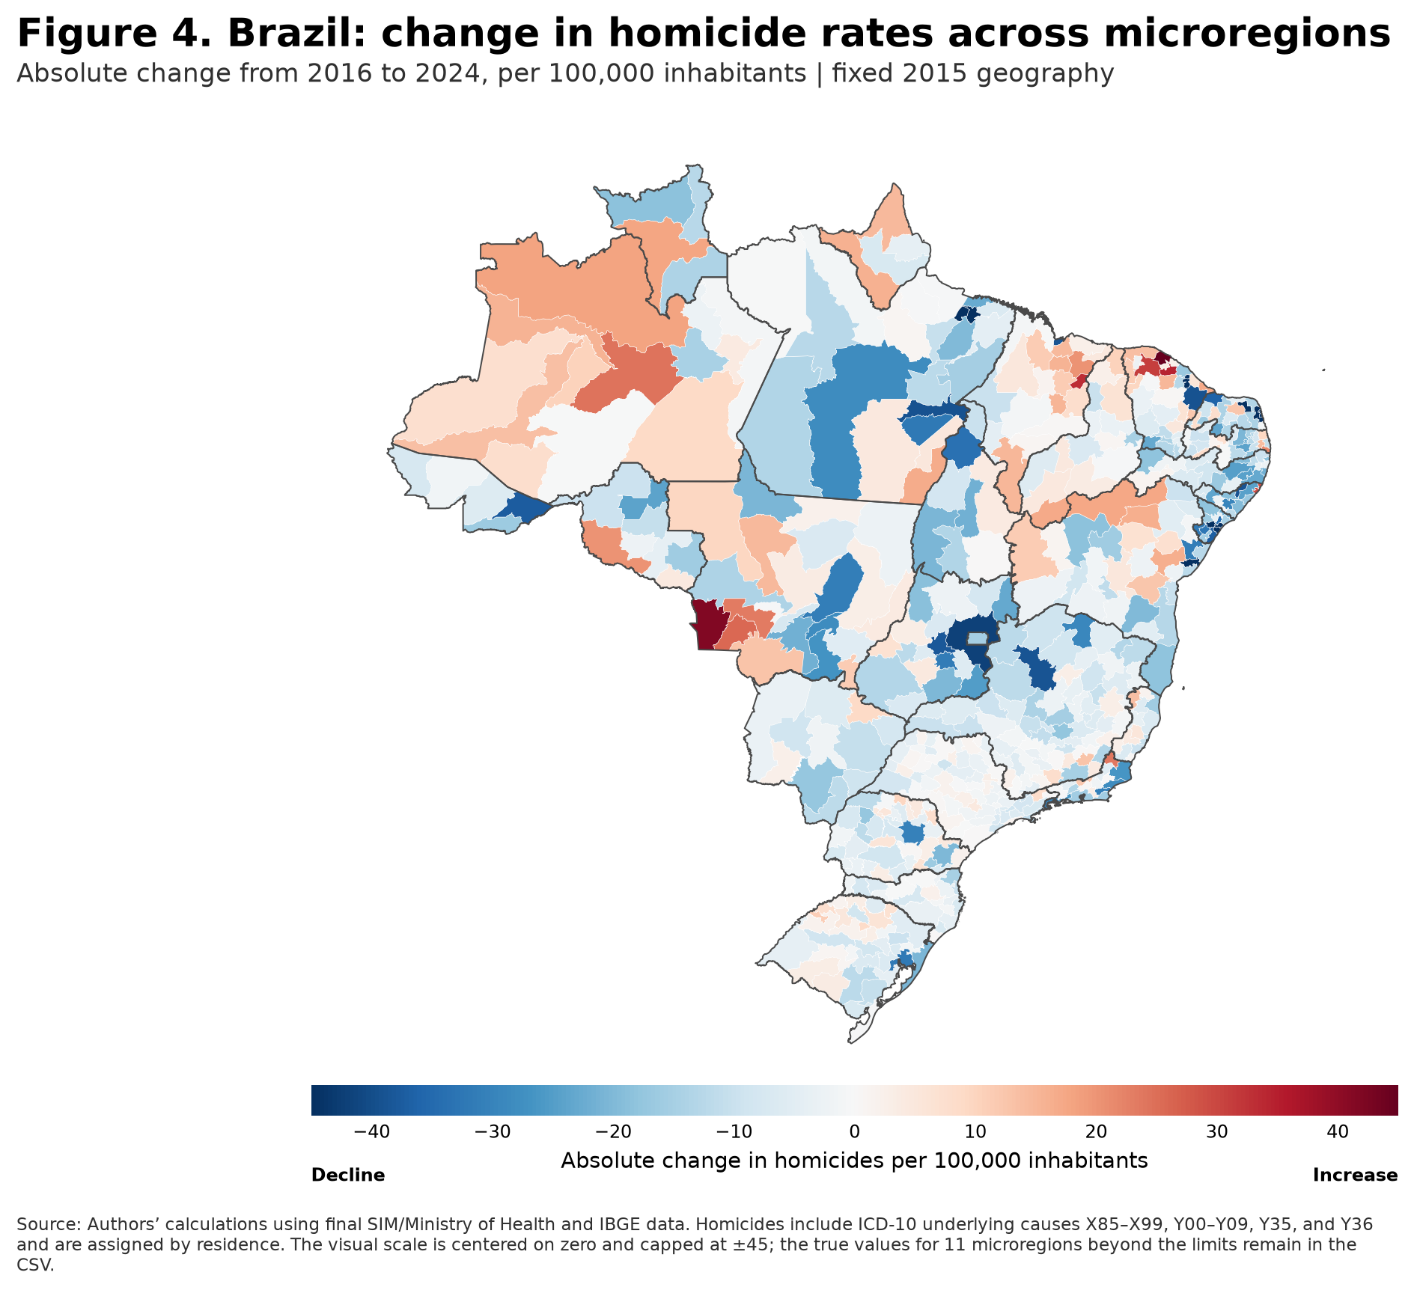 Figure 4. Brazil: change in homicide rates across microregions
Absolute change from 2016 to 2024, per 100,000 inhabitants | fixed 2015 geography
−40 −30 −20 −10 0 10 20 30 40
Absolute change in homicides per 100,000 inhabitants
Decline Increase
Source: Authors’ calculations using final SIM/Ministry of Health and IBGE data. Homicides include ICD-10 underlying causes X85–X99, Y00–Y09, Y35, and Y36
and are assigned by residence. The visual scale is centered on zero and capped at ±45; the true values for 11 microregions beyond the limits remain in the
CSV.